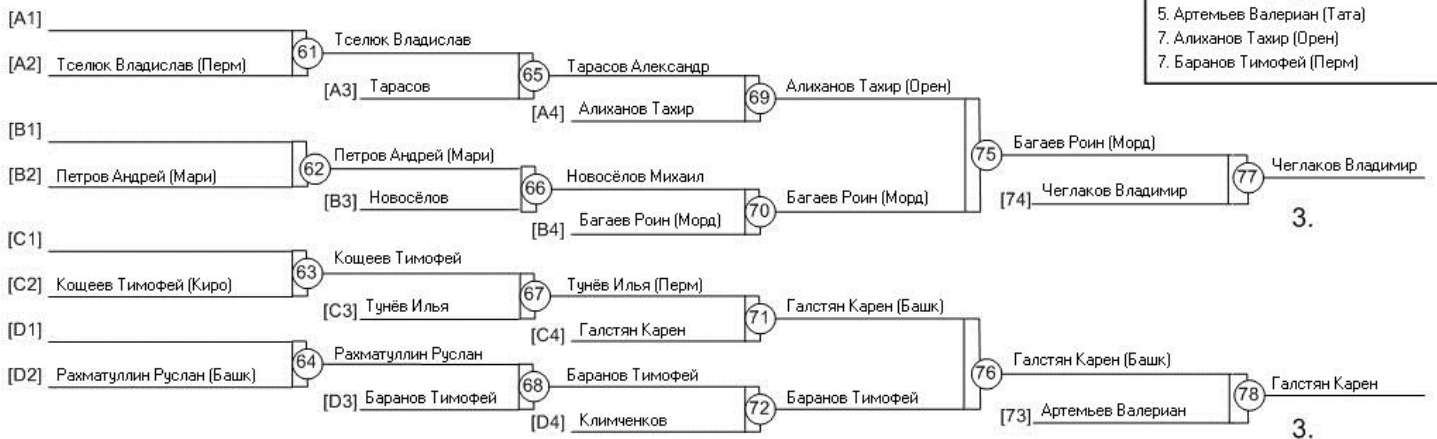 5. Артемьев Валериан (Тата)
7. Алиханов Тахир (Орен)
7. Баранов Тимофей (Перм)
[A1]
[A2] Тселюк Владислав (Перм)
61
Тселюк Владислав
[A3] Тарасов
65
Тарасов Александр
[A4] Алиханов Тахир
69
Алиханов Тахир (Орен)
[B1]
[B2] Петров Андрей (Мари)
62
Петров Андрей (Мари)
[B3] Новосёлов
66
Новосёлов Михаил
[B4] Багаев Роин (Морд)
70
Багаев Роин (Морд)
75
Багаев Роин (Морд)
[74] Чеглаков Владимир
77
Чеглаков Владимир
3.
[C1]
[C2] Кощеев Тимофей (Киро)
63
Кощеев Тимофей
[C3] Тунёв Илья
67
Тунёв Илья (Перм)
[C4] Галстян Карен
71
Галстян Карен (Башк)
[D1]
[D2] Рахматуллин Руслан (Башк)
64
Рахматуллин Руслан
[D3] Баранов Тимофей
68
Баранов Тимофей
[D4] Климченков
72
Баранов Тимофей
76
Галстян Карен (Башк)
[73] Артемьев Валериан
78
Галстян Карен
3.